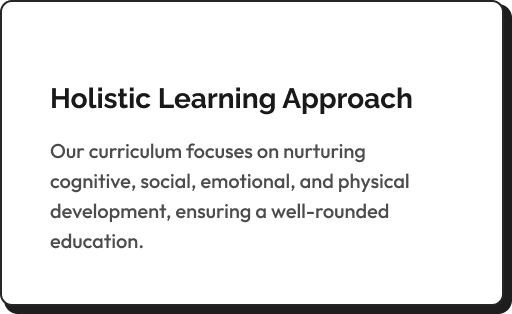 Holistic Learning Approach
Our curriculum focuses on nurturing
cognitive, social, emotional, and physical
development, ensuring a well-rounded
education.